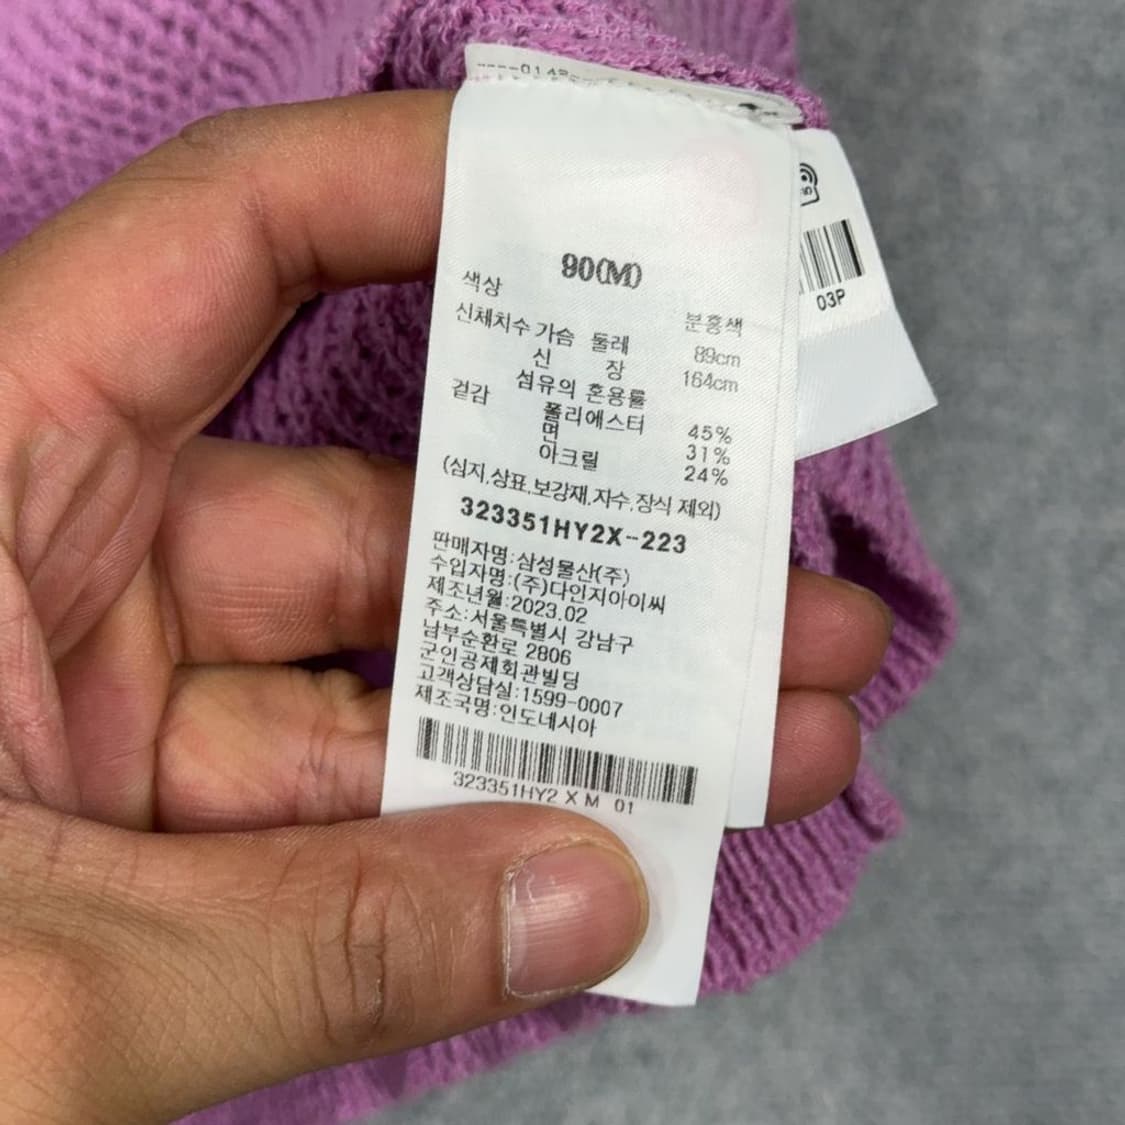 90(M)
색상 분홍색
신체치수 가슴 둘레 89cm
신 장 164cm
섬유의 혼용률
겉감 폴리에스터 45%
면 31%
아크릴 24%
(심지,상표,보강재,자수,장식 제외)
323351HY2X-223
판매자명:삼성물산(주)
수입자명:(주)다인지아이씨
제조년월:2023.02
주소:서울특별시 강남구
남부순환로 2806
군인공제회관빌딩
고객상담실:1599-0007
제조국명:인도네시아
323351HY2 X M 01
03P